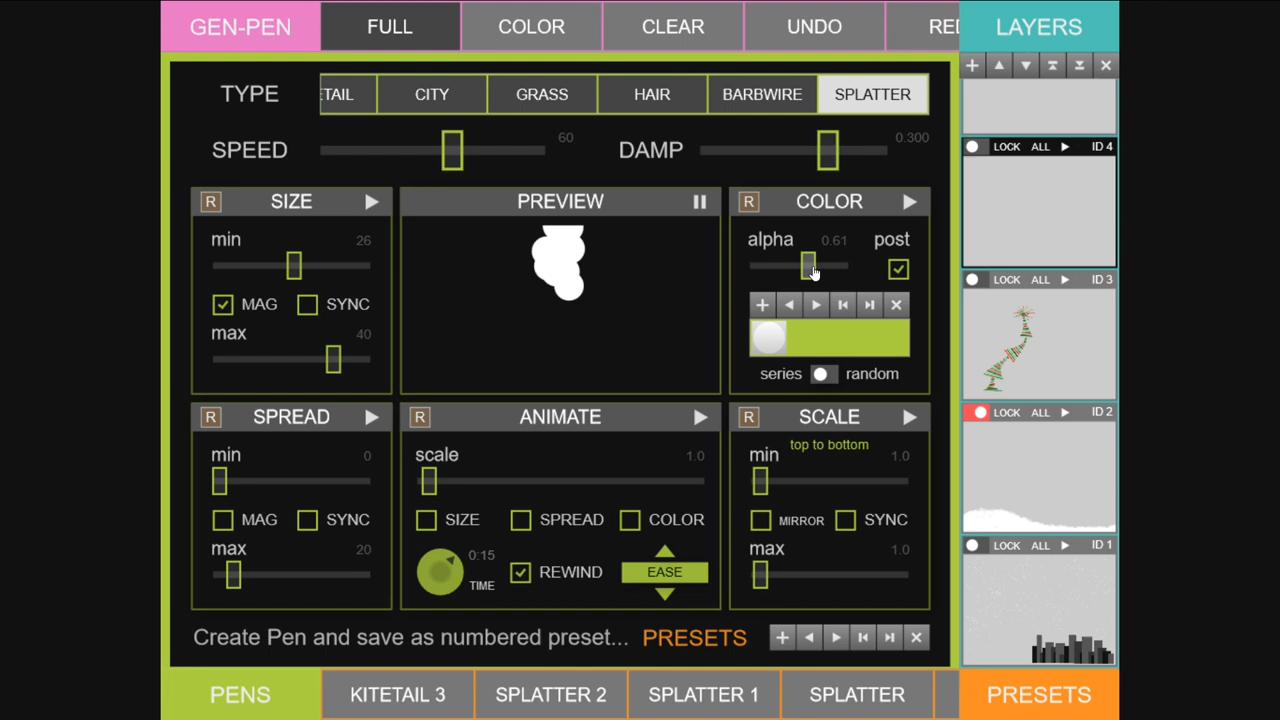 GEN-PEN FULL COLOR CLEAR UNDO LAYERS
TYPE CITY GRASS HAIR BARBWIRE SPLATTER
SPEED 60 DAMP 0.300
R SIZE PREVIEW R COLOR
min 26 alpha 0.61 post
MAG SYNC
max 40
series random
R SPREAD R ANIMATE R SCALE
top to bottom
min 0 scale 1.0 min 1.0
MAG SYNC SIZE SPREAD COLOR MIRROR SYNC
max 20 0:15 TIME REWIND EASE max 1.0
Create Pen and save as numbered preset... PRESETS
PENS KITETAIL 3 SPLATTER 2 SPLATTER 1 SPLATTER PRESETS
LOCK ALL ID 4
LOCK ALL ID 3
LOCK ALL ID 2
LOCK ALL ID 1